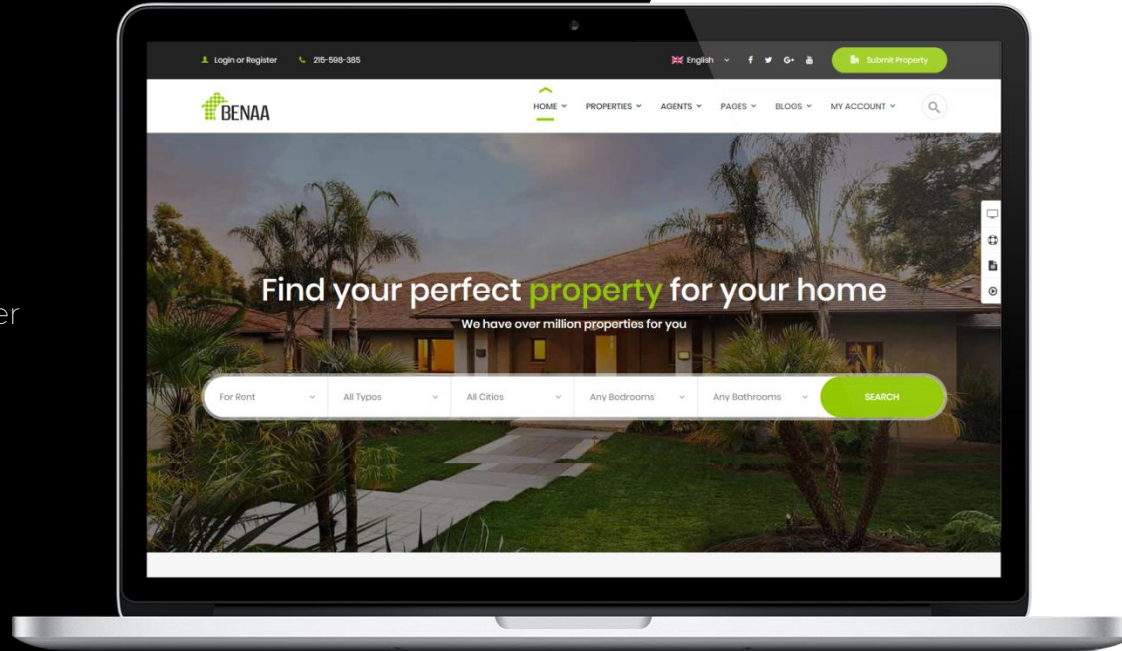 Login or Register 215-598-385 English Submit Property
BENAA HOME PROPERTIES AGENTS PAGES BLOGS MY ACCOUNT
Find your perfect property for your home
er
We have over million properties for you
For Rent All Types All Cities Any Bedrooms Any Bathrooms SEARCH